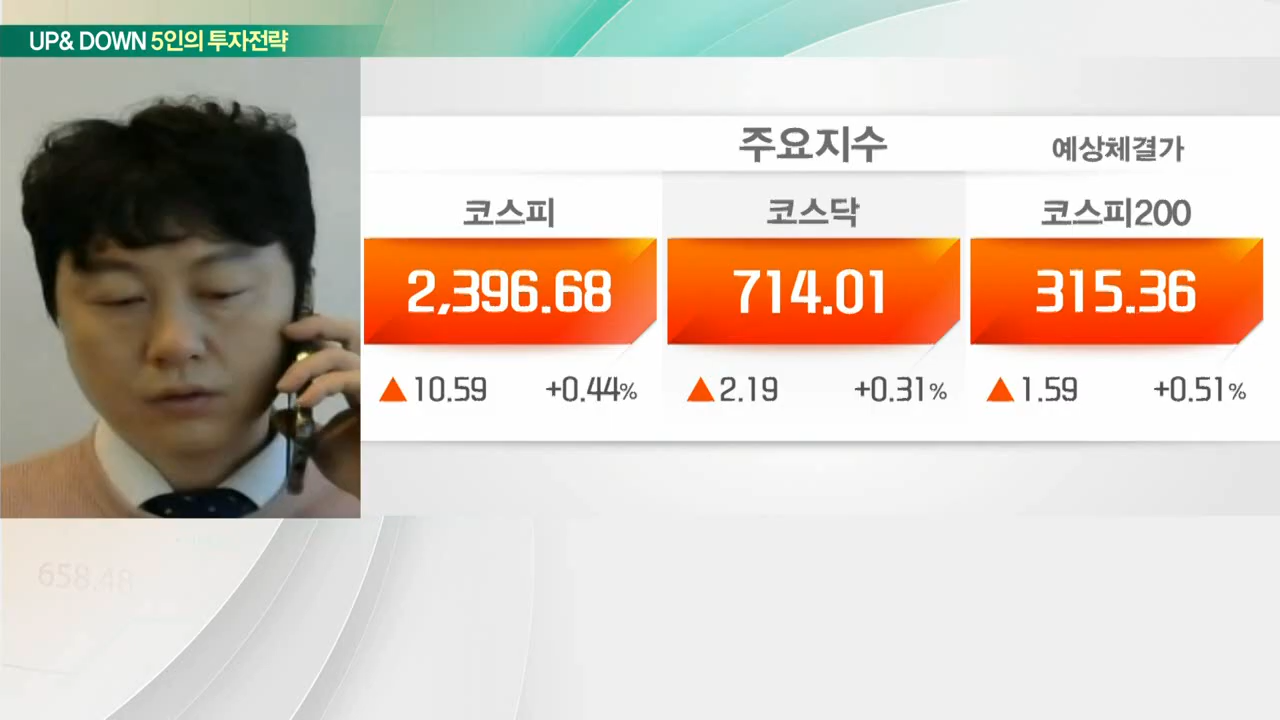 UP& DOWN 5인의 투자전략
주요지수 예상체결가
코스피 코스닥 코스피200
2,396.68 714.01 315.36
▲10.59 +0.44% ▲2.19 +0.31% ▲1.59 +0.51%
658.48